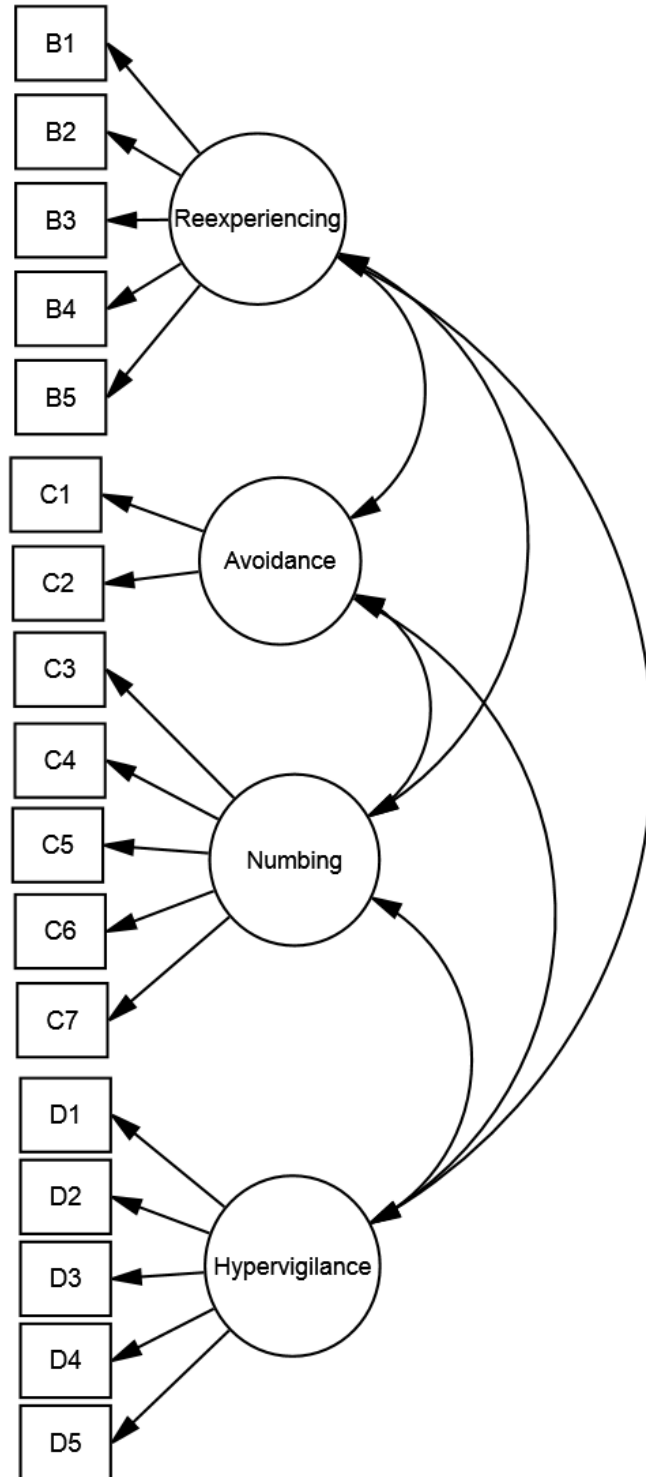 B1
B2
Reexperiencing
B3
B4
B5
C1
Avoidance
C2
C3
C4
C5
Numbing
C6
C7
D1
D2
Hypervigilance
D3
D4
D5